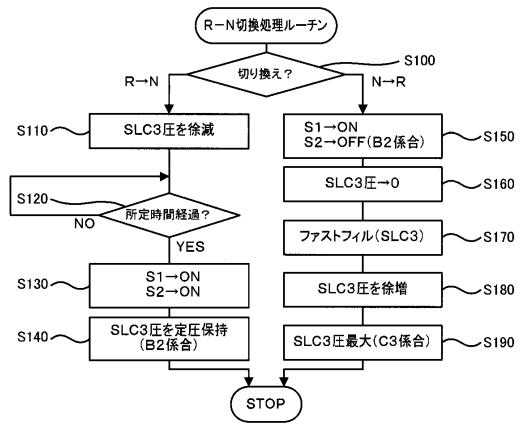 R－N切換処理ルーチン
切り換え？
S100
R→N
N→R
S110
SLC3圧を徐減
S120
所定時間経過？
NO
YES
S130
S1→ON
S2→ON
S140
SLC3圧を定圧保持
(B2係合)
S1→ON
S2→OFF(B2係合)
S150
SLC3圧→0
S160
ファストフィル(SLC3)
S170
SLC3圧を徐増
S180
SLC3圧最大(C3係合)
S190
STOP